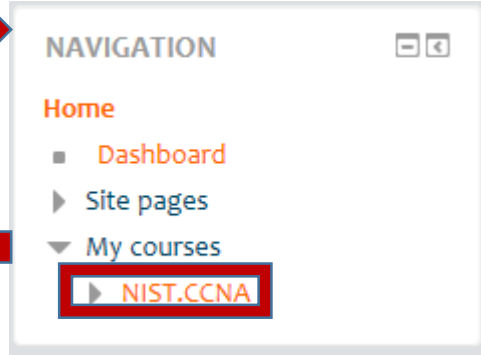 NAVIGATION
Home
Dashboard
Site pages
My courses
NIST.CCNA